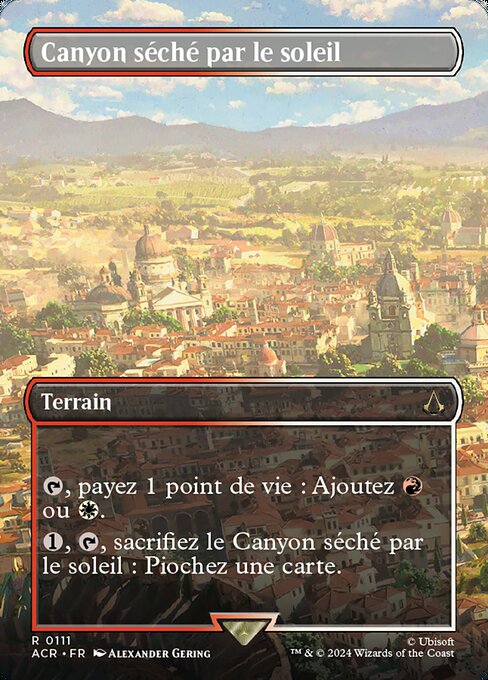 Canyon séché par le soleil
Terrain
, payez 1 point de vie : Ajoutez
ou .
1, , sacrifiez le Canyon séché par
le soleil : Piochez une carte.
R 0111
ACR • FR Alexander Gering
© Ubisoft
™ & © 2024 Wizards of the Coast